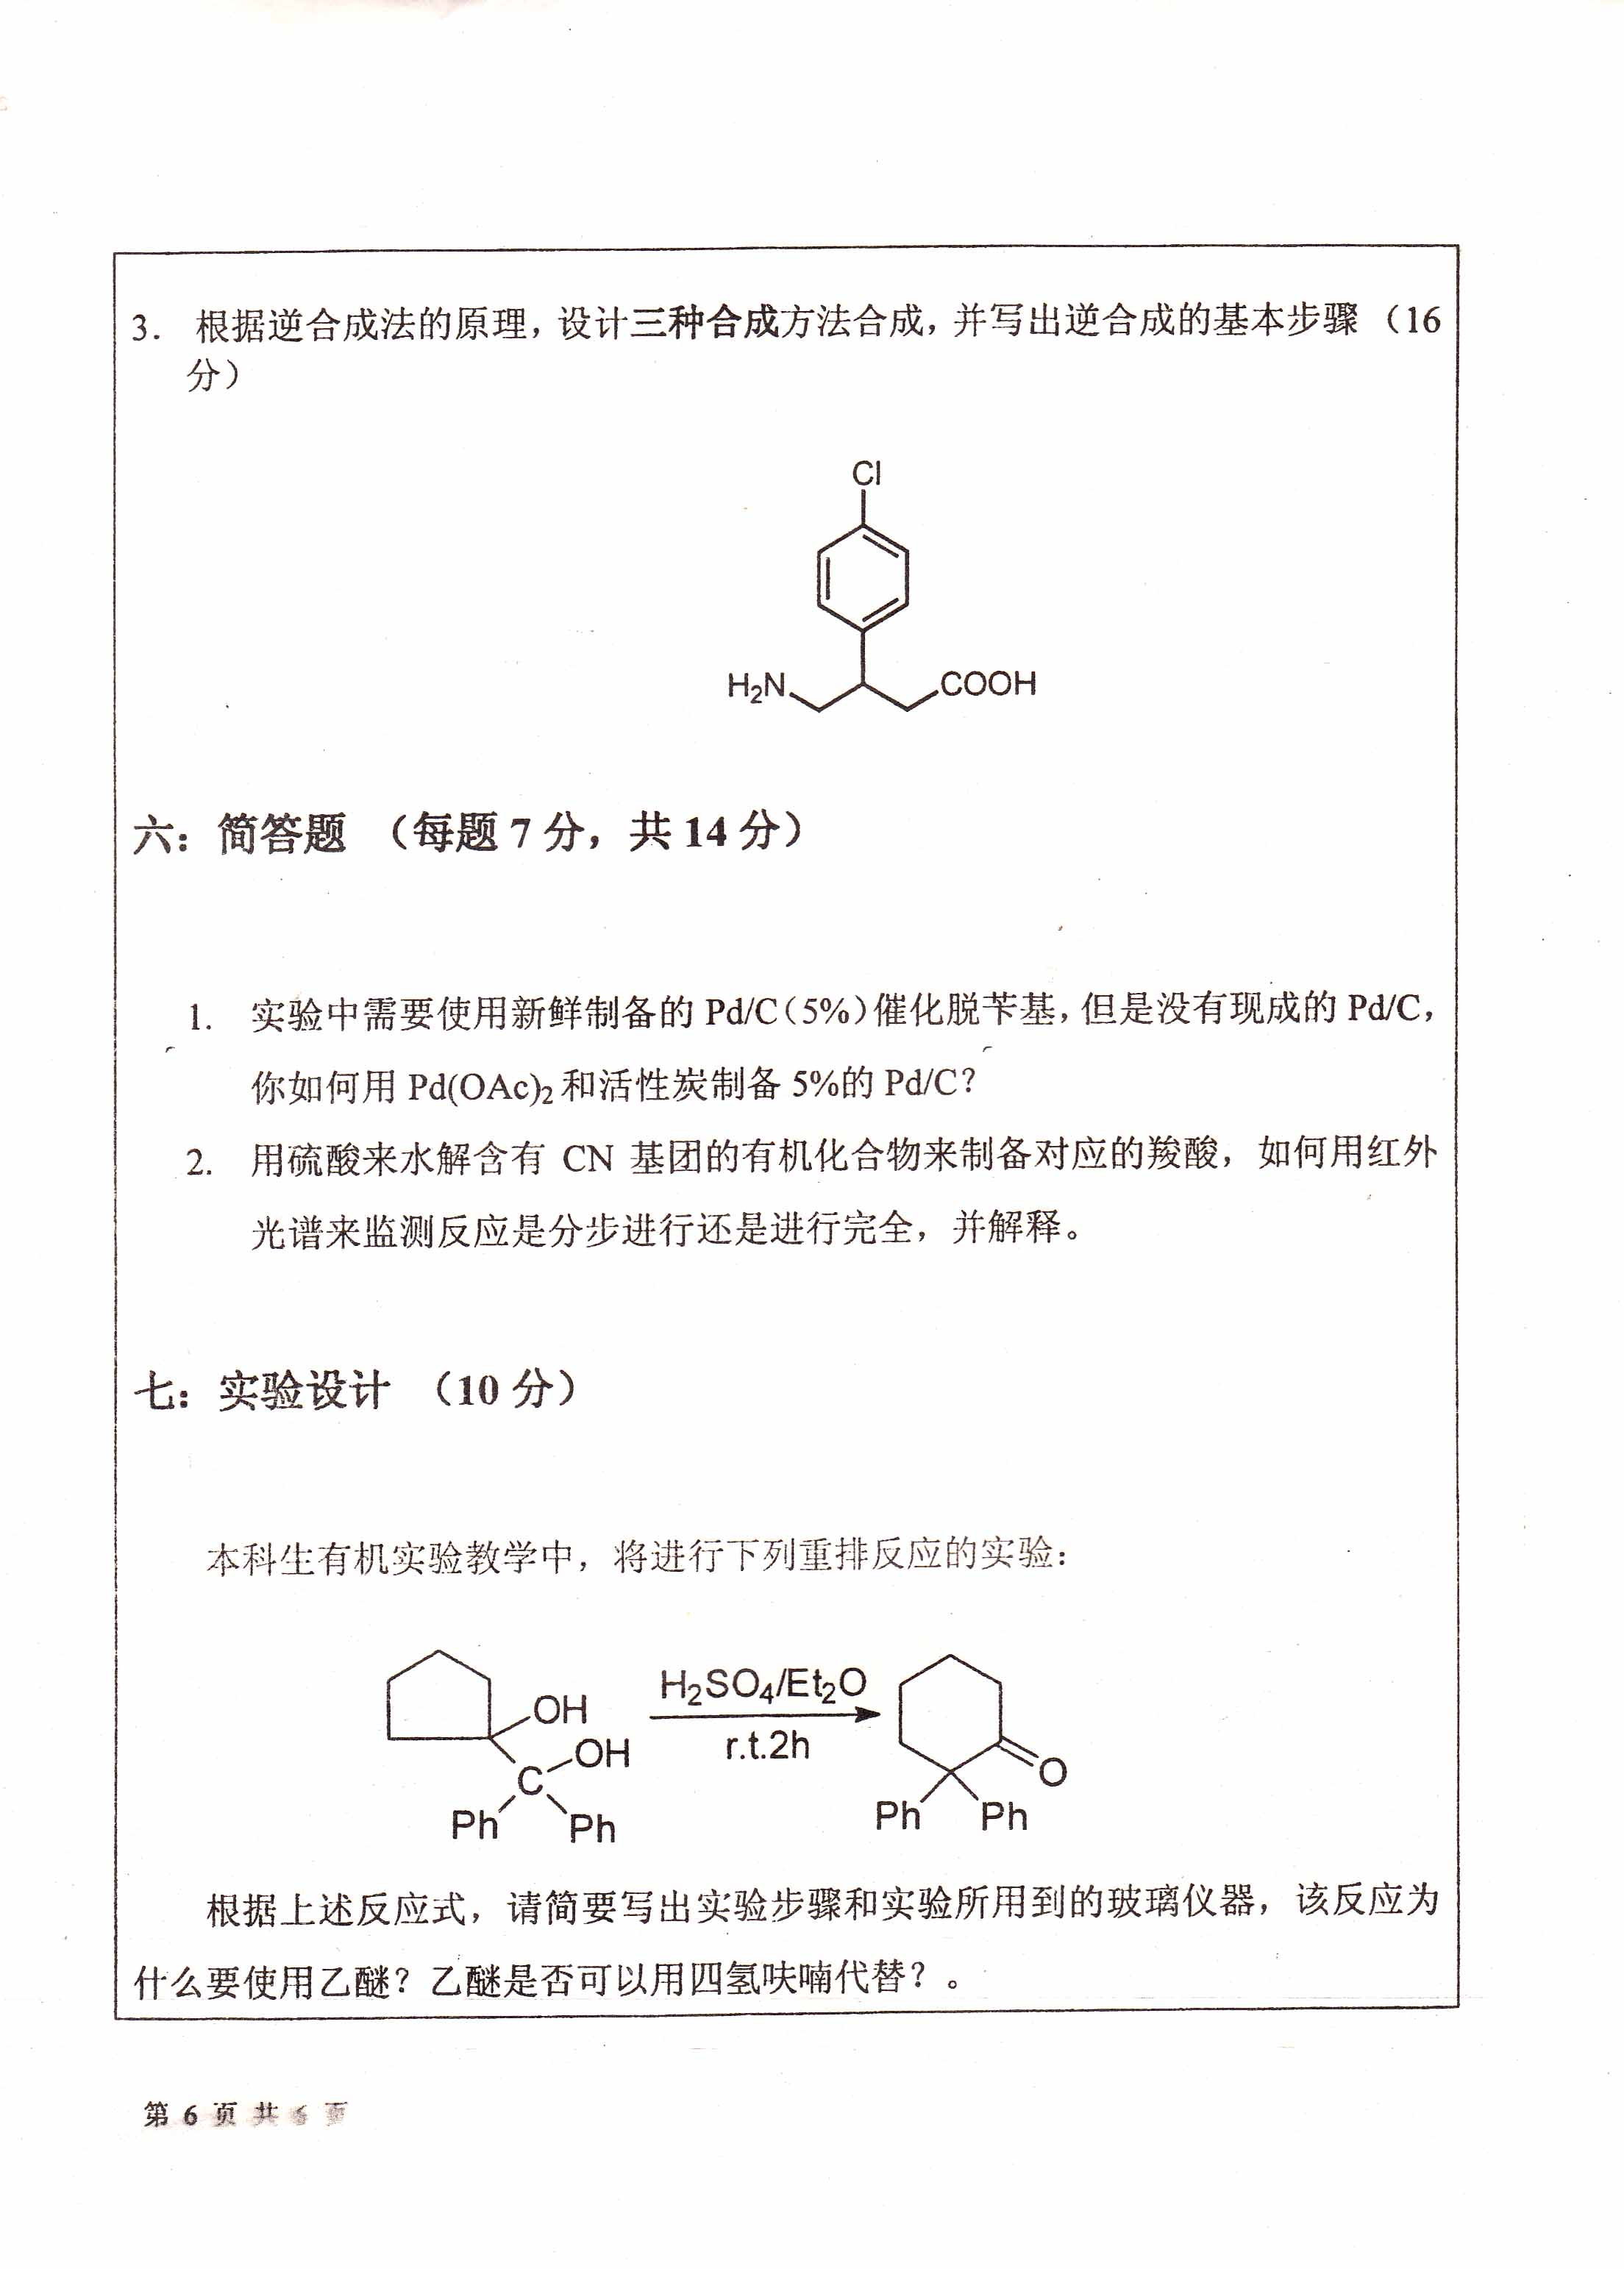 3. 根据逆合成法的原理，设计三种合成方法合成，并写出逆合成的基本步骤（16
分）
Cl
H₂N
COOH
六：简答题 （每题 7 分，共 14 分）
1. 实验中需要使用新鲜制备的 Pd/C（5%）催化脱苄基，但是没有现成的 Pd/C，
你如何用 Pd(OAc)₂ 和活性炭制备 5%的 Pd/C？
2. 用硫酸来水解含有 CN 基团的有机化合物来制备对应的羧酸，如何用红外
光谱来监测反应是分步进行还是进行完全，并解释。
七：实验设计 （10 分）
本科生有机实验教学中，将进行下列重排反应的实验：
OH
OH
C
Ph
Ph
H₂SO₄/Et₂O
r.t.2h
O
Ph
Ph
根据上述反应式，请简要写出实验步骤和实验所用到的玻璃仪器，该反应为
什么要使用乙醚？乙醚是否可以用四氢呋喃代替？。
第 6 页 共 6 页